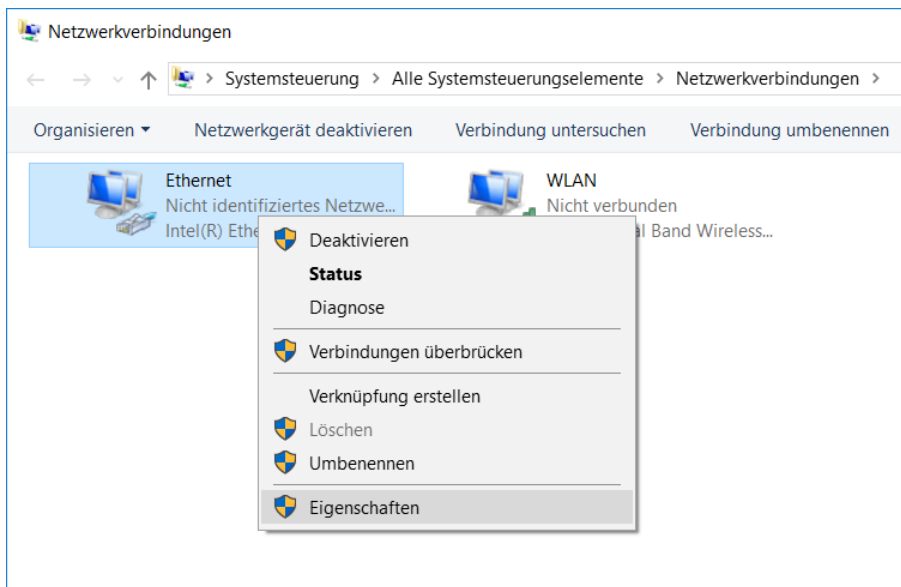 Netzwerkverbindungen
Systemsteuerung > Alle Systemsteuerungselemente > Netzwerkverbindungen >
Organisieren Netzwerkgerät deaktivieren Verbindung untersuchen Verbindung umbenennen
Ethernet
Nicht identifiziertes Netzwe...
Intel(R) Ethe
WLAN
Nicht verbunden
al Band Wireless...
Deaktivieren
Status
Diagnose
Verbindungen überbrücken
Verknüpfung erstellen
Löschen
Umbenennen
Eigenschaften